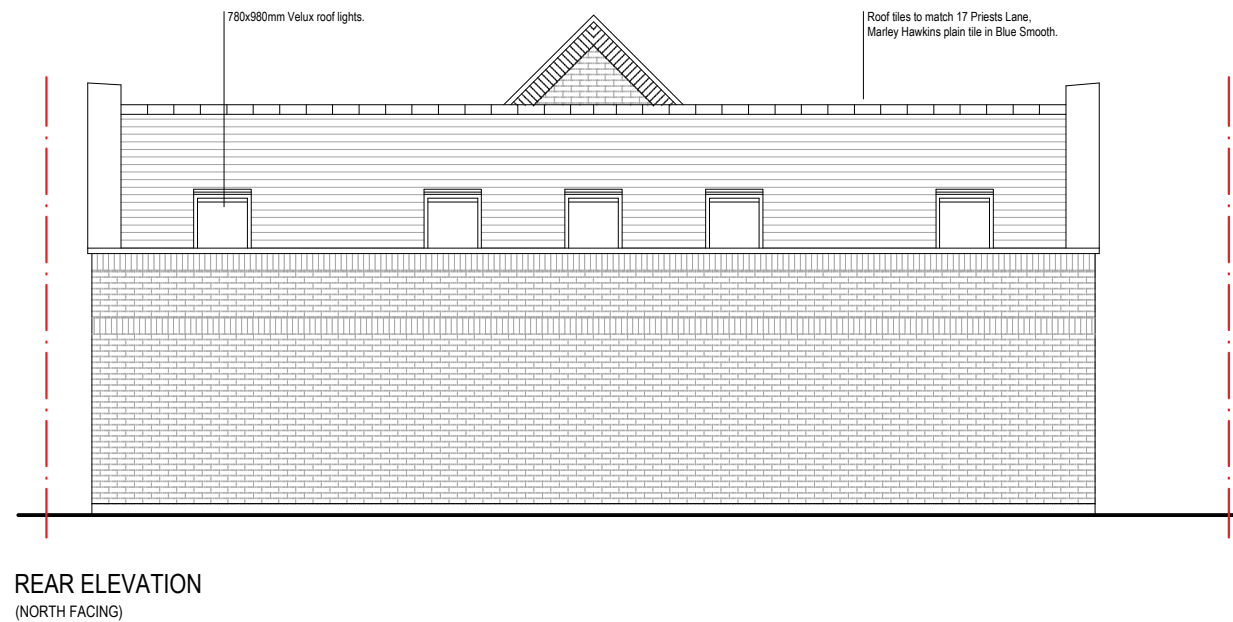 780x980mm Velux roof lights.
Roof tiles to match 17 Priests Lane,
Marley Hawkins plain tile in Blue Smooth.
REAR ELEVATION
(NORTH FACING)